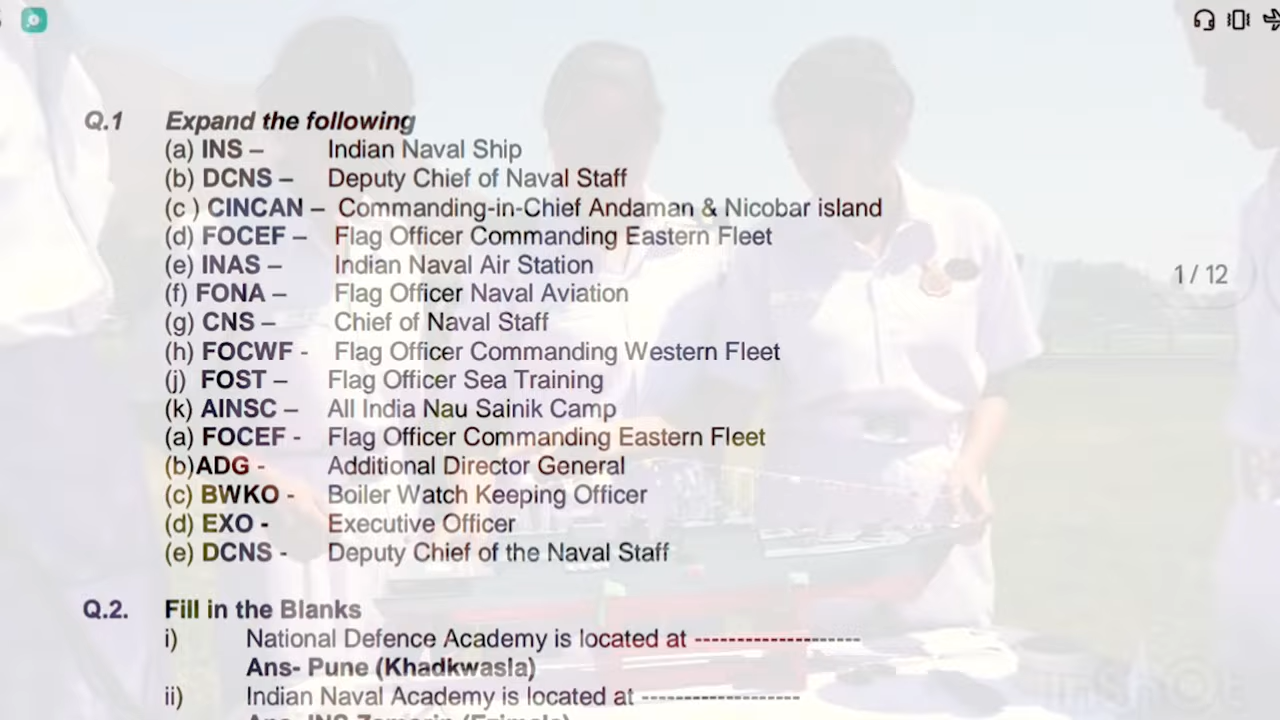 Q.1 Expand the following
(a) INS – Indian Naval Ship
(b) DCNS – Deputy Chief of Naval Staff
(c ) CINCAN – Commanding-in-Chief Andaman & Nicobar island
(d) FOCEF – Flag Officer Commanding Eastern Fleet
(e) INAS – Indian Naval Air Station
(f) FONA – Flag Officer Naval Aviation
(g) CNS – Chief of Naval Staff
(h) FOCWF - Flag Officer Commanding Western Fleet
1 / 12
(j) FOST – Flag Officer Sea Training
(k) AINSC – All India Nau Sainik Camp
(a) FOCEF - Flag Officer Commanding Eastern Fleet
(b)ADG - Additional Director General
(c) BWKO - Boiler Watch Keeping Officer
(d) EXO - Executive Officer
(e) DCNS - Deputy Chief of the Naval Staff
Q.2. Fill in the Blanks
i) National Defence Academy is located at --------------------
Ans- Pune (Khadkwasla)
ii) Indian Naval Academy is located at -------------------
Ans- INS Zamorin (Ezimala)
InShOt